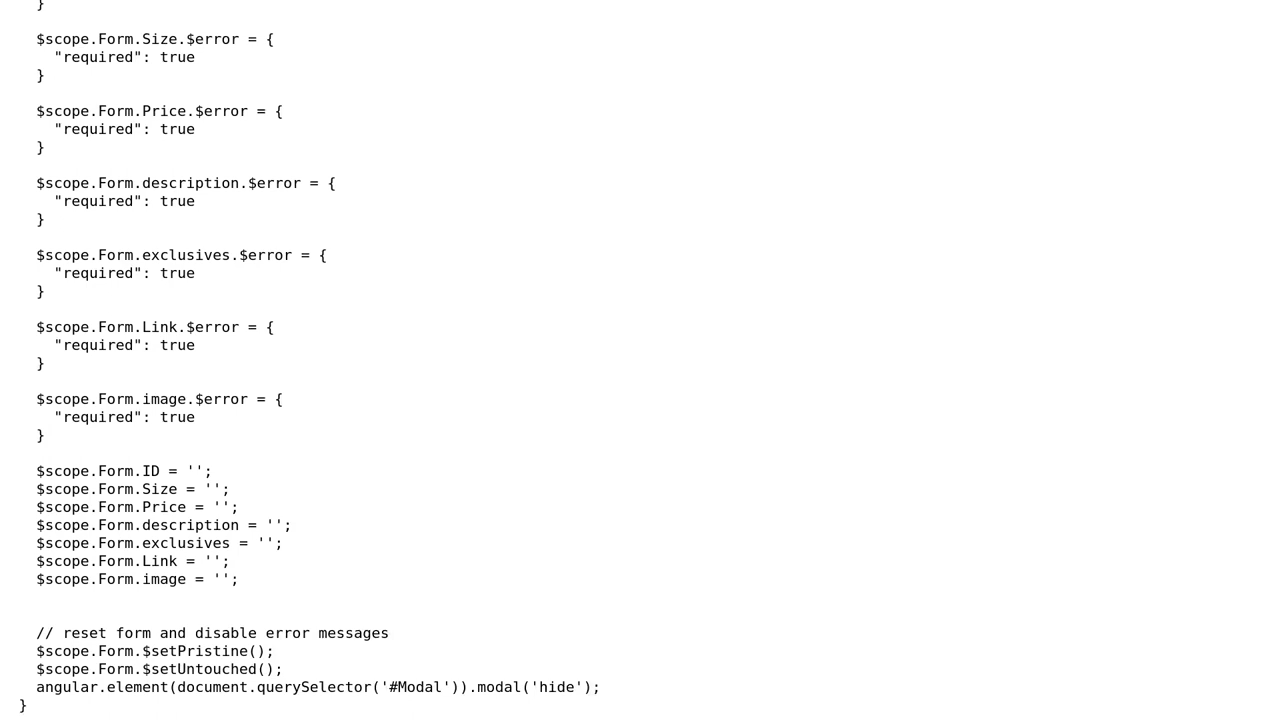 }
$scope.Form.Size.$error = {
"required": true
}
$scope.Form.Price.$error = {
"required": true
}
$scope.Form.description.$error = {
"required": true
}
$scope.Form.exclusives.$error = {
"required": true
}
$scope.Form.Link.$error = {
"required": true
}
$scope.Form.image.$error = {
"required": true
}
$scope.Form.ID = '';
$scope.Form.Size = '';
$scope.Form.Price = '';
$scope.Form.description = '';
$scope.Form.exclusives = '';
$scope.Form.Link = '';
$scope.Form.image = '';
// reset form and disable error messages
$scope.Form.$setPristine();
$scope.Form.$setUntouched();
angular.element(document.querySelector('#Modal')).modal('hide');
}